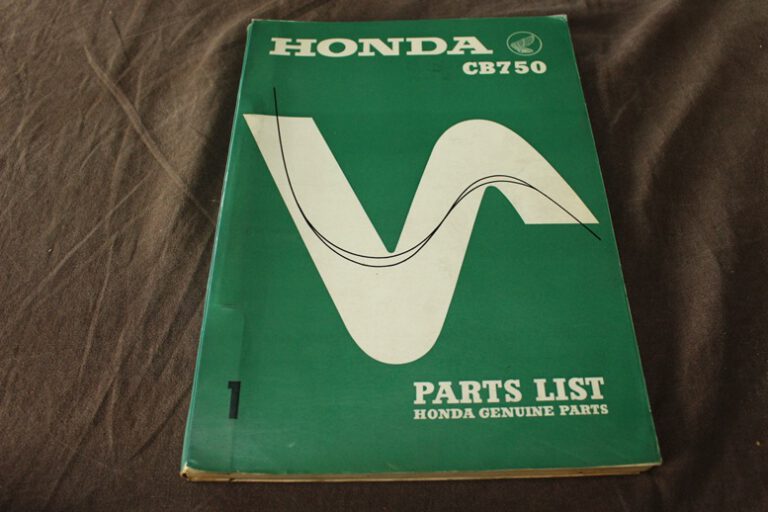 HONDA
CB750
1
PARTS LIST
HONDA GENUINE PARTS